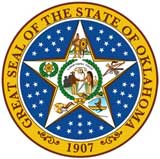 GREAT SEAL OF THE STATE OF OKLAHOMA
1907